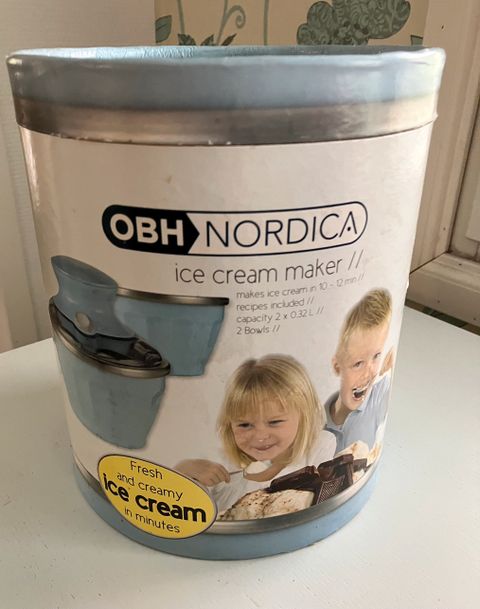 OBH NORDICA
ice cream maker //
makes ice cream in 10 - 12 min //
recipes included //
capacity 2 x 0.32 L //
2 Bowls //
Fresh
and creamy
ice cream
in minutes